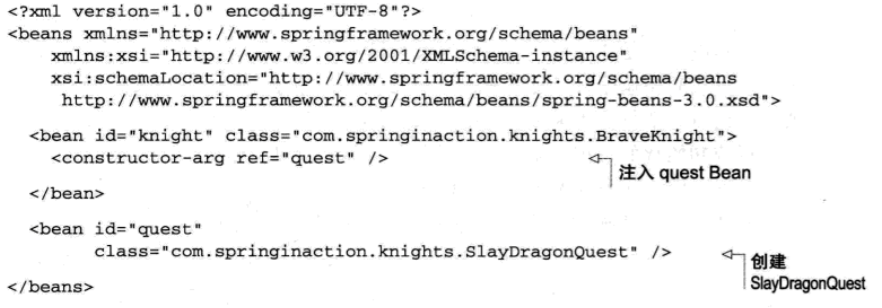 <?xml version="1.0" encoding="UTF-8"?>
<beans xmlns="http://www.springframework.org/schema/beans"
xmlns:xsi="http://www.w3.org/2001/XMLSchema-instance"
xsi:schemaLocation="http://www.springframework.org/schema/beans
http://www.springframework.org/schema/beans/spring-beans-3.0.xsd">
<bean id="knight" class="com.springinaction.knights.BraveKnight">
<constructor-arg ref="quest" />
注入 quest Bean
</bean>
<bean id="quest"
class="com.springinaction.knights.SlayDragonQuest" />
创建
SlayDragonQuest
</beans>